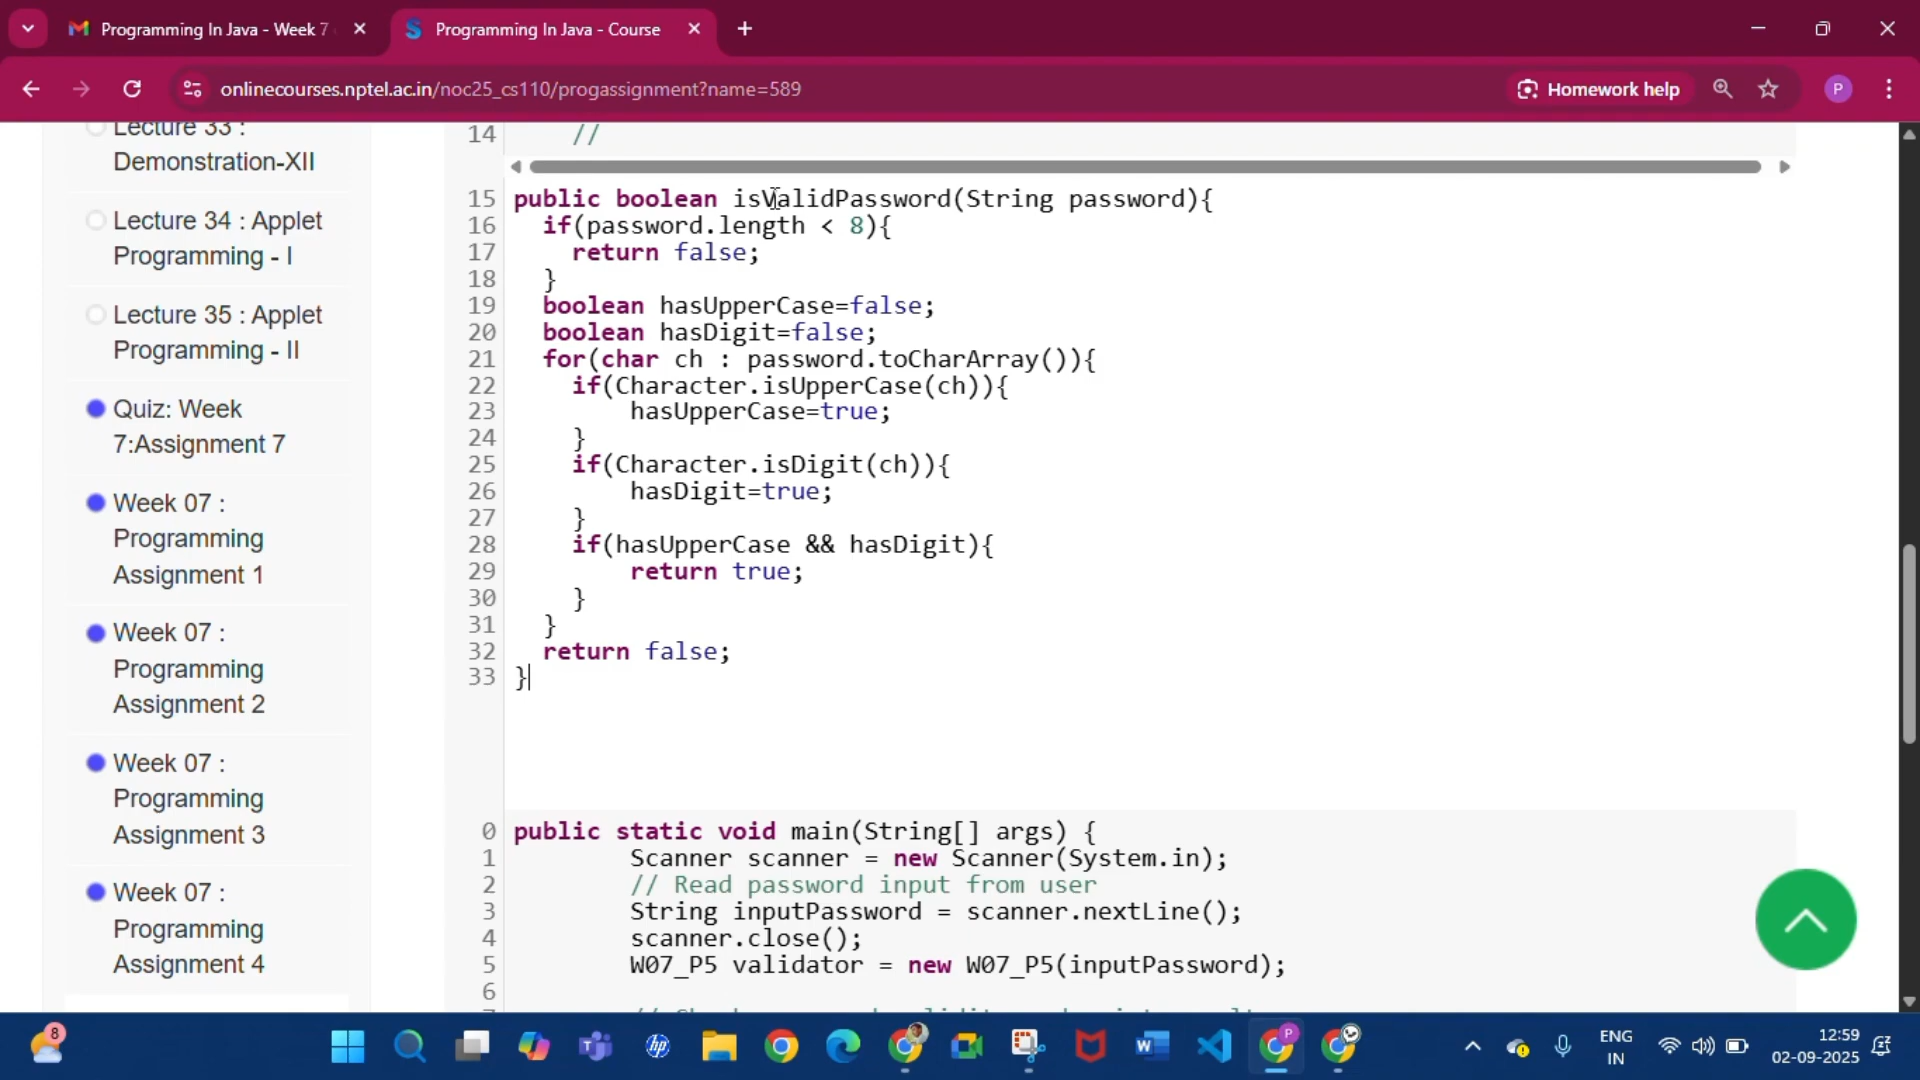 Programming In Java - Week 7
Programming In Java - Course
onlinecourses.nptel.ac.in/noc25_cs110/progassignment?name=589
Homework help
P
Lecture 33 :
Demonstration-XII
Lecture 34 : Applet
Programming - I
Lecture 35 : Applet
Programming - II
Quiz: Week
7:Assignment 7
Week 07 :
Programming
Assignment 1
Week 07 :
Programming
Assignment 2
Week 07 :
Programming
Assignment 3
Week 07 :
Programming
Assignment 4
14 //
15 public boolean isValidPassword(String password){
16 if(password.length < 8){
17 return false;
18 }
19 boolean hasUpperCase=false;
20 boolean hasDigit=false;
21 for(char ch : password.toCharArray()){
22 if(Character.isUpperCase(ch)){
23 hasUpperCase=true;
24 }
25 if(Character.isDigit(ch)){
26 hasDigit=true;
27 }
28 if(hasUpperCase && hasDigit){
29 return true;
30 }
31 }
32 return false;
33 }
0 public static void main(String[] args) {
1 Scanner scanner = new Scanner(System.in);
2 // Read password input from user
3 String inputPassword = scanner.nextLine();
4 scanner.close();
5 W07_P5 validator = new W07_P5(inputPassword);
6
8
hp
W
P
ENG
IN
12:59
02-09-2025